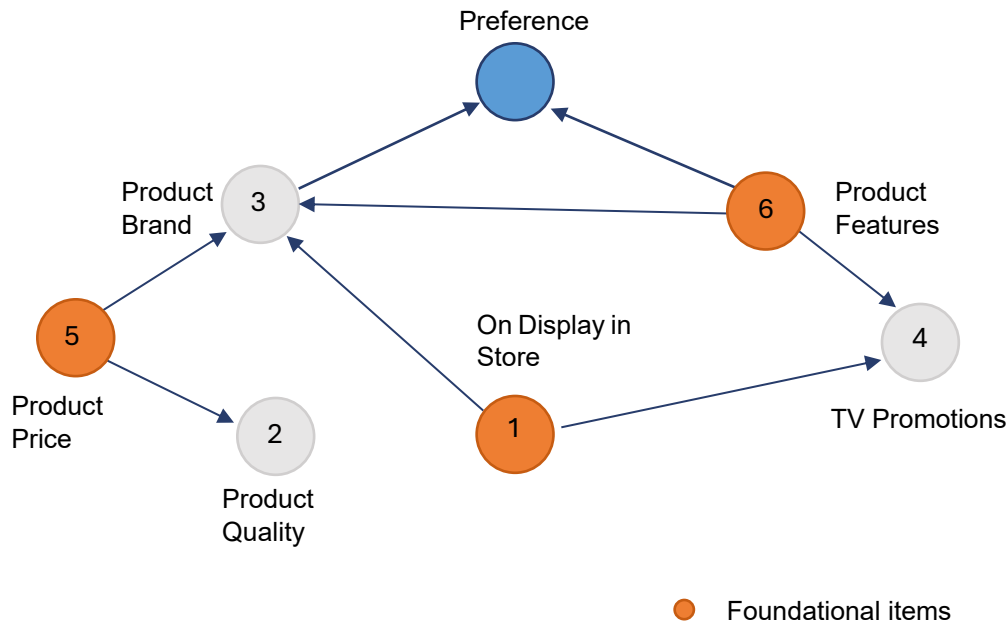 Preference
Product
Brand
3
6
Product
Features
5
On Display in
Store
4
Product
Price
2
1
TV Promotions
Product
Quality
Foundational items